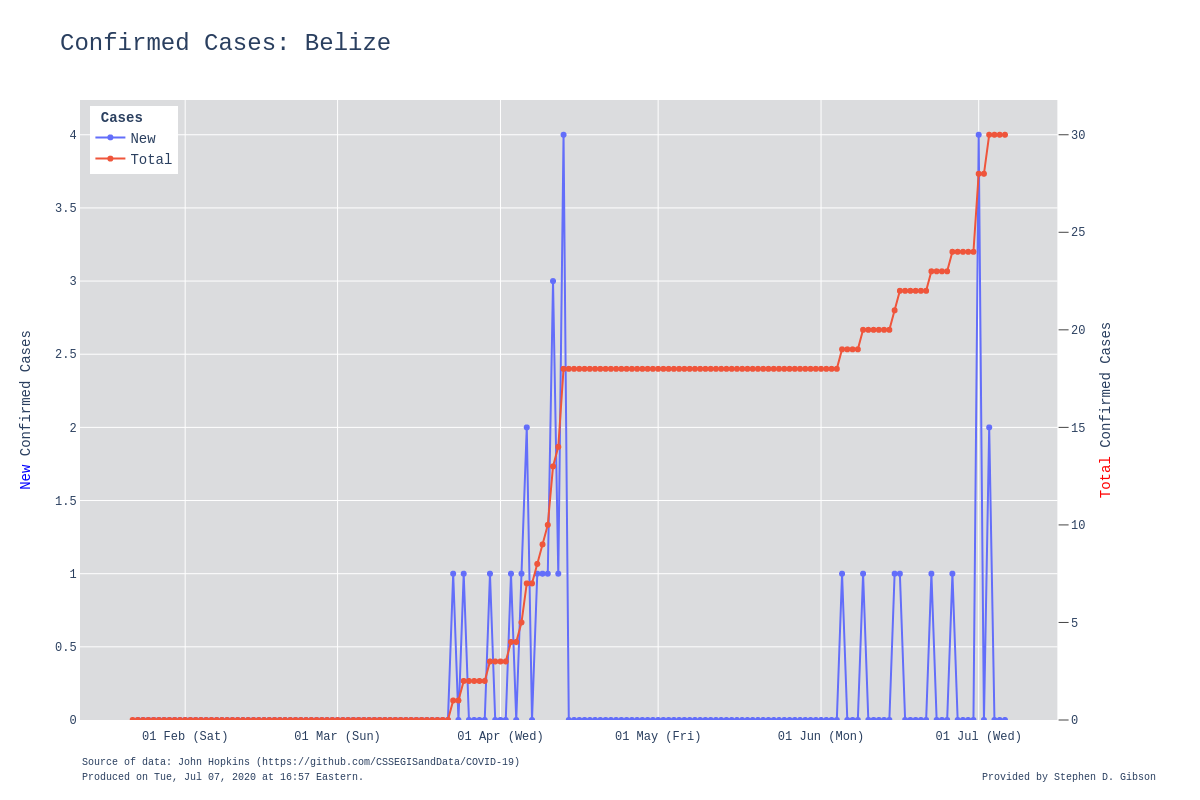 Confirmed Cases: Belize
Cases
New
Total
4
3.5
3
2.5
2
1.5
1
0.5
0
30
25
20
15
10
5
0
New Confirmed Cases
Total Confirmed Cases
01 Feb (Sat)
01 Mar (Sun)
01 Apr (Wed)
01 May (Fri)
01 Jun (Mon)
01 Jul (Wed)
Source of data: John Hopkins (https://github.com/CSSEGISandData/COVID-19)
Produced on Tue, Jul 07, 2020 at 16:57 Eastern.
Provided by Stephen D. Gibson